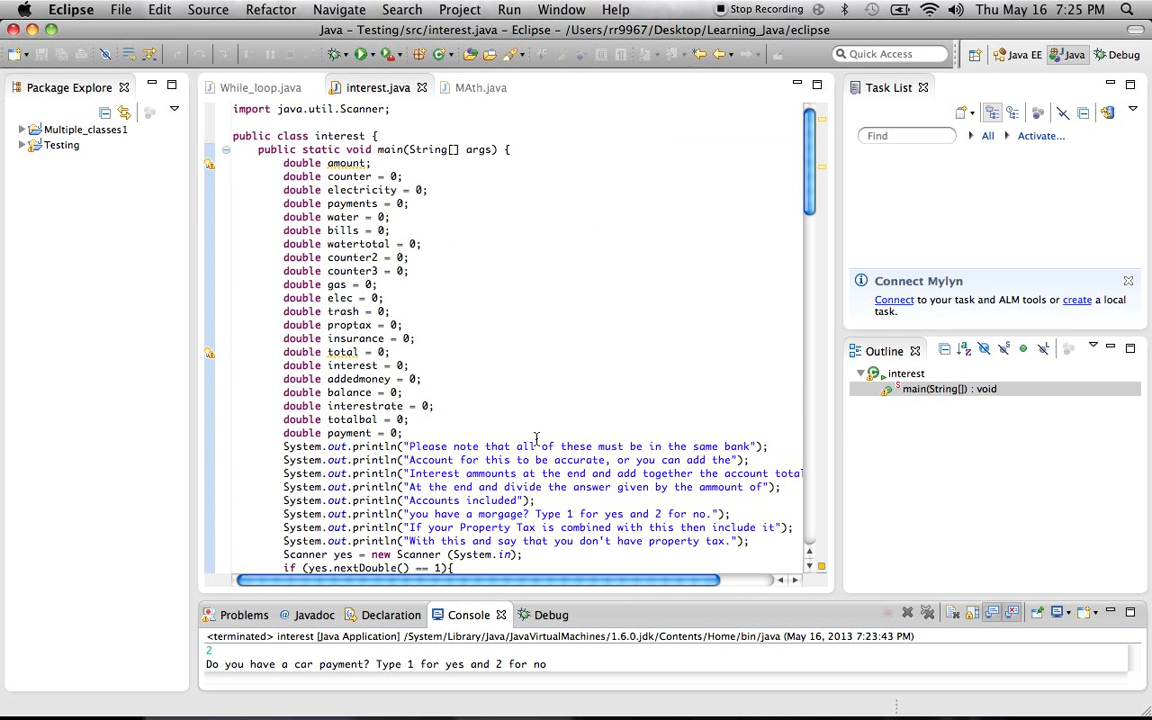 Eclipse File Edit Source Refactor Navigate Search Project Run Window Help Stop Recording Thu May 16 7:25 PM
Java - Testing/src/interest.java - Eclipse - /Users/rr9967/Desktop/Learning_Java/eclipse
Quick Access Java EE Java Debug
Package Explore
Multiple_classes1
Testing
While_loop.java interest.java MAth.java
import java.util.Scanner;
public class interest {
public static void main(String[] args) {
double amount;
double counter = 0;
double electricity = 0;
double payments = 0;
double water = 0;
double bills = 0;
double watertotal = 0;
double counter2 = 0;
double counter3 = 0;
double gas = 0;
double elec = 0;
double trash = 0;
double proptax = 0;
double insurance = 0;
double total = 0;
double interest = 0;
double addedmoney = 0;
double balance = 0;
double interestrate = 0;
double totalbal = 0;
double payment = 0;
System.out.println("Please note that all of these must be in the same bank");
System.out.println("Account for this to be accurate, or you can add the");
System.out.println("Interest ammounts at the end and add together the account total
System.out.println("At the end and divide the answer given by the ammount of");
System.out.println("Accounts included");
System.out.println("you have a morgage? Type 1 for yes and 2 for no.");
System.out.println("If your Property Tax is combined with this then include it");
System.out.println("With this and say that you don't have property tax.");
Scanner yes = new Scanner (System.in);
if (yes.nextDouble() == 1){
Task List
Find All Activate...
Connect Mylyn
Connect to your task and ALM tools or create a local
task.
Outline
interest
main(String[]) : void
Problems Javadoc Declaration Console Debug
<terminated> interest [Java Application] /System/Library/Java/JavaVirtualMachines/1.6.0.jdk/Contents/Home/bin/java (May 16, 2013 7:23:43 PM)
2
Do you have a car payment? Type 1 for yes and 2 for no